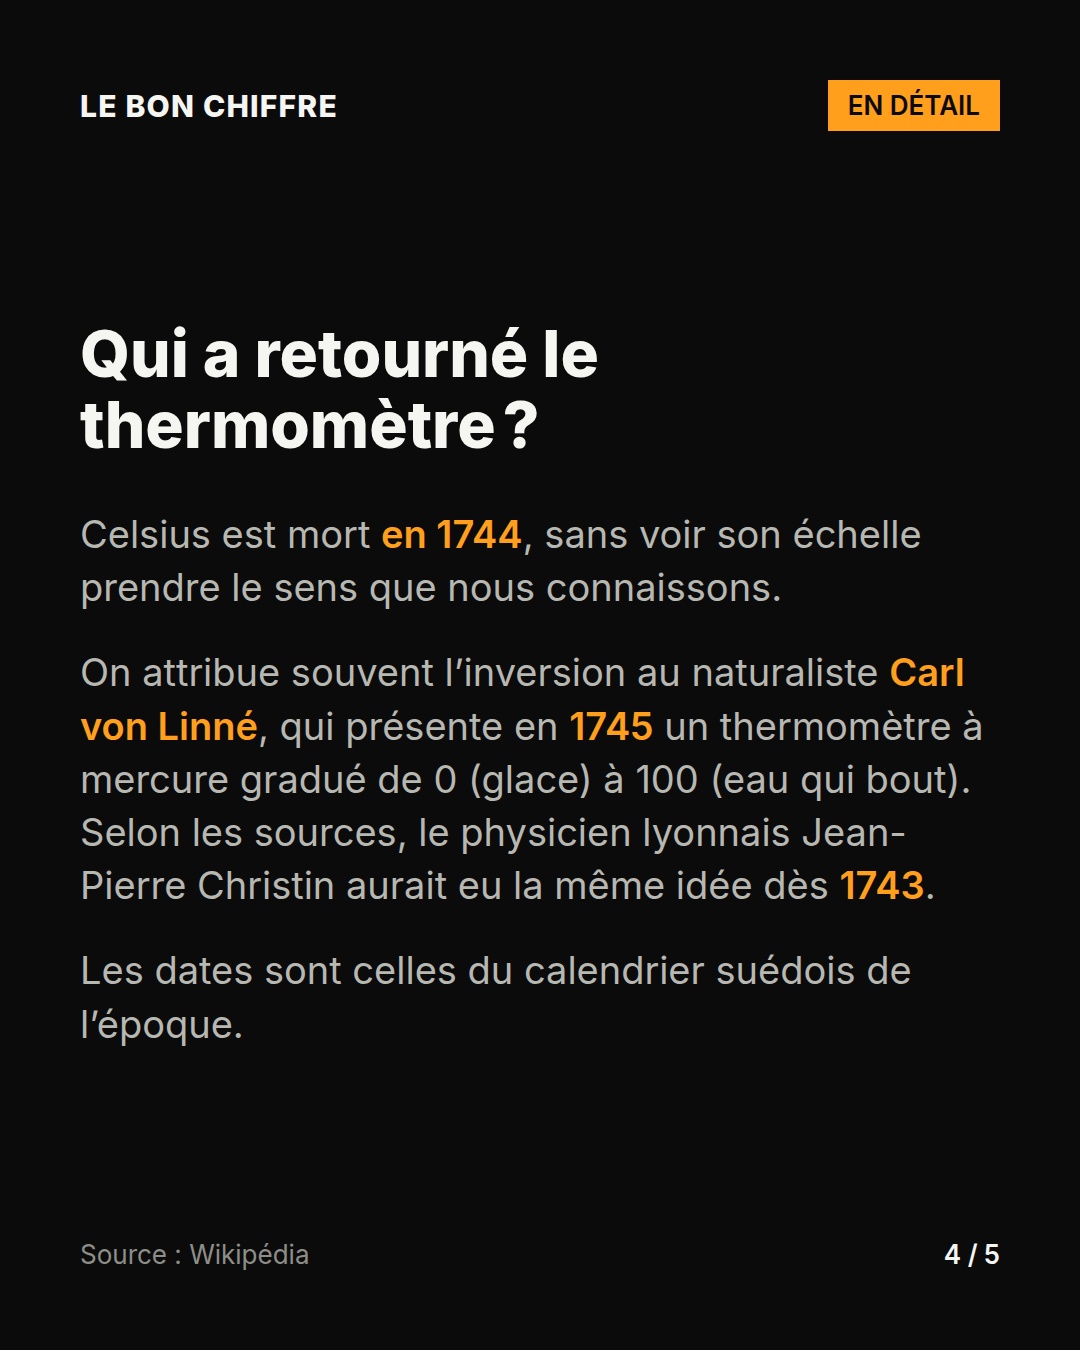 LE BON CHIFFRE
EN DÉTAIL
Qui a retourné le
thermomètre ?
Celsius est mort en 1744, sans voir son échelle
prendre le sens que nous connaissons.
On attribue souvent l’inversion au naturaliste Carl
von Linné, qui présente en 1745 un thermomètre à
mercure gradué de 0 (glace) à 100 (eau qui bout).
Selon les sources, le physicien lyonnais Jean-
Pierre Christin aurait eu la même idée dès 1743.
Les dates sont celles du calendrier suédois de
l’époque.
Source : Wikipédia
4 / 5